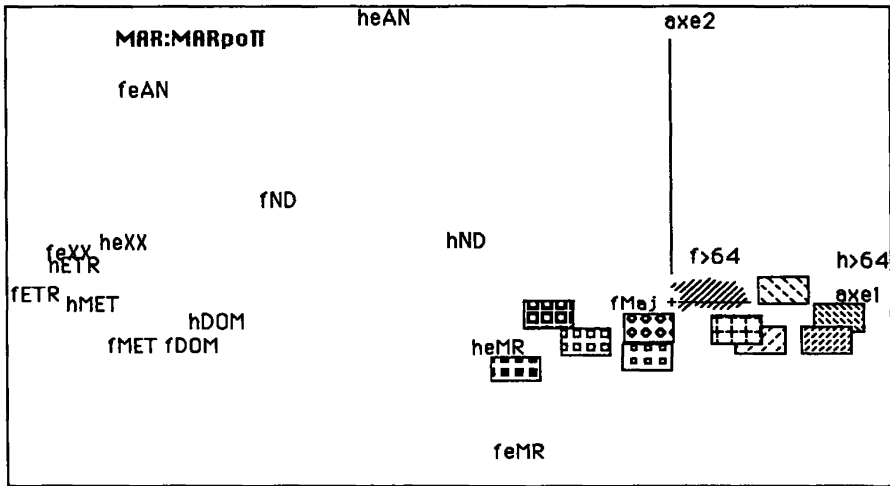 heAN
axe2
MAR:MARpoΠ
feAN
fND
heXX
hND
feXX
f>64
h>64
hETR
fETR
hMET
fMaj
axe1
hDOM
fMET
fDOM
heMR
feMR